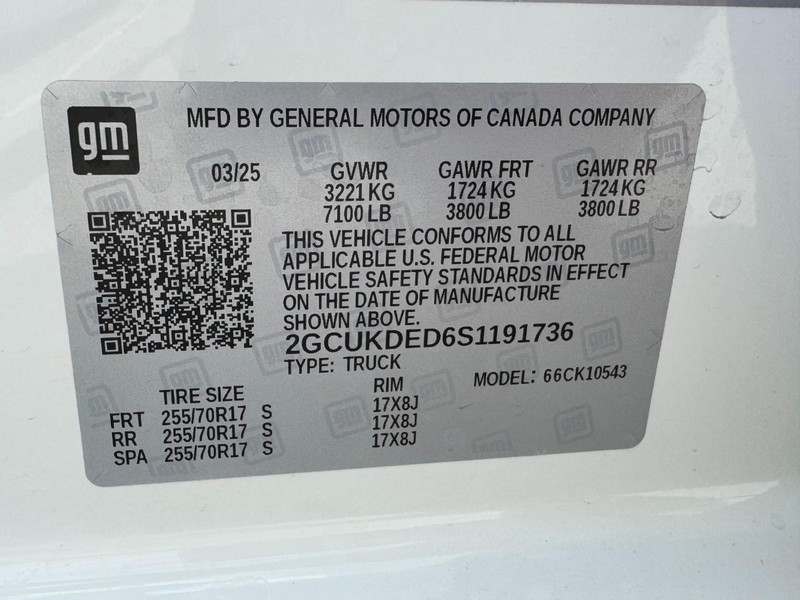 gm
MFD BY GENERAL MOTORS OF CANADA COMPANY
03/25 GVWR GAWR FRT GAWR RR
3221 KG 1724 KG 1724 KG
7100 LB 3800 LB 3800 LB
THIS VEHICLE CONFORMS TO ALL
APPLICABLE U.S. FEDERAL MOTOR
VEHICLE SAFETY STANDARDS IN EFFECT
ON THE DATE OF MANUFACTURE
SHOWN ABOVE.
2GCUKDED6S1191736
TYPE: TRUCK
MODEL: 66CK10543
TIRE SIZE RIM
FRT 255/70R17 S 17X8J
RR 255/70R17 S 17X8J
SPA 255/70R17 S 17X8J